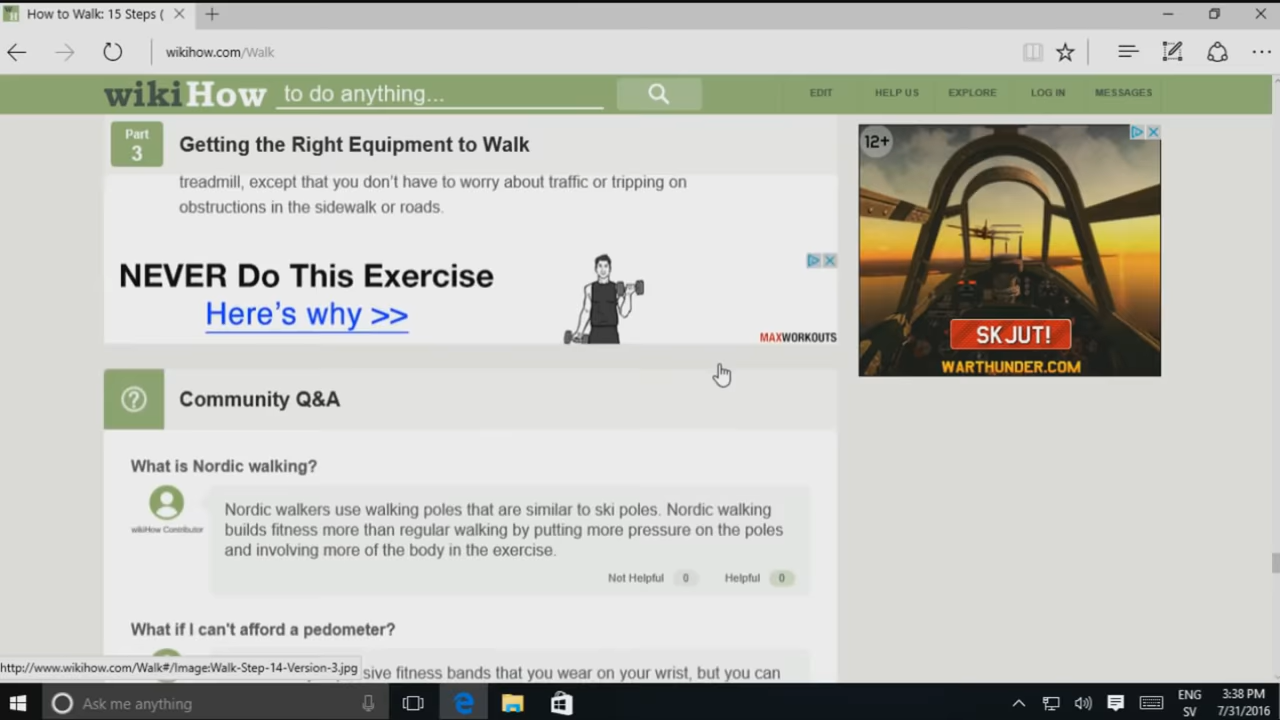 How to Walk: 15 Steps (
wikihow.com/Walk
wikiHow to do anything...
EDIT HELP US EXPLORE LOG IN MESSAGES
Part
3
Getting the Right Equipment to Walk
treadmill, except that you don't have to worry about traffic or tripping on
obstructions in the sidewalk or roads.
12+
SKJUT!
WARTHUNDER.COM
NEVER Do This Exercise
Here's why >>
MAXWORKOUTS
Community Q&A
What is Nordic walking?
wikiHow Contributor
Nordic walkers use walking poles that are similar to ski poles. Nordic walking
builds fitness more than regular walking by putting more pressure on the poles
and involving more of the body in the exercise.
Not Helpful 0 Helpful 0
What if I can't afford a pedometer?
sive fitness bands that you wear on your wrist, but you can
http://www.wikihow.com/Walk#/Image:Walk-Step-14-Version-3.jpg
Ask me anything
ENG
SV
3:38 PM
7/31/2016